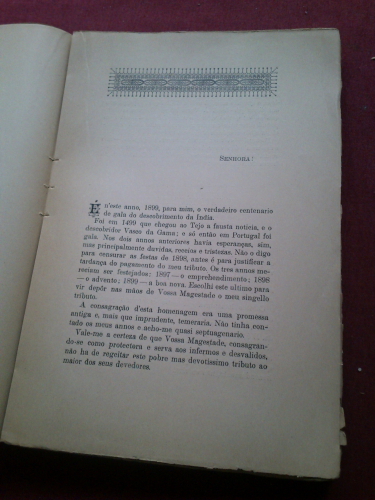 SENHORA!
É n'este anno, 1899, para mim, o verdadeiro centenario
de gala do descobrimento da India.
Foi em 1499 que chegou ao Tejo a fausta noticia, e o
descobridor Vasco da Gama; e só então em Portugal foi
gala. Nos dois annos anteriores havia esperanças, sim,
mas principalmente duvidas, receios e tristezas. Não o digo
para censurar as festas de 1898, antes é para justificar a
tardança do pagamento do meu tributo. Os tres annos me-
reciam ser festejados: 1897—o emprehendimento; 1898
—o advento; 1899—a boa nova. Escolhi este ultimo para
vir depôr nas mãos de Vossa Magestade o meu singello
tributo.
A consagração d'esta homenagem era uma promessa
antiga e, mais que imprudente, temeraria. Não tinha con-
tado os meus annos e acho-me quasi septuagenario.
Vale-me a certeza de que Vossa Magestade, consagran-
do-se como protectora e serva aos infermos e desvalidos,
não ha de rogeitar este pobre mas devotissimo tributo ao
maior dos seus devedores.